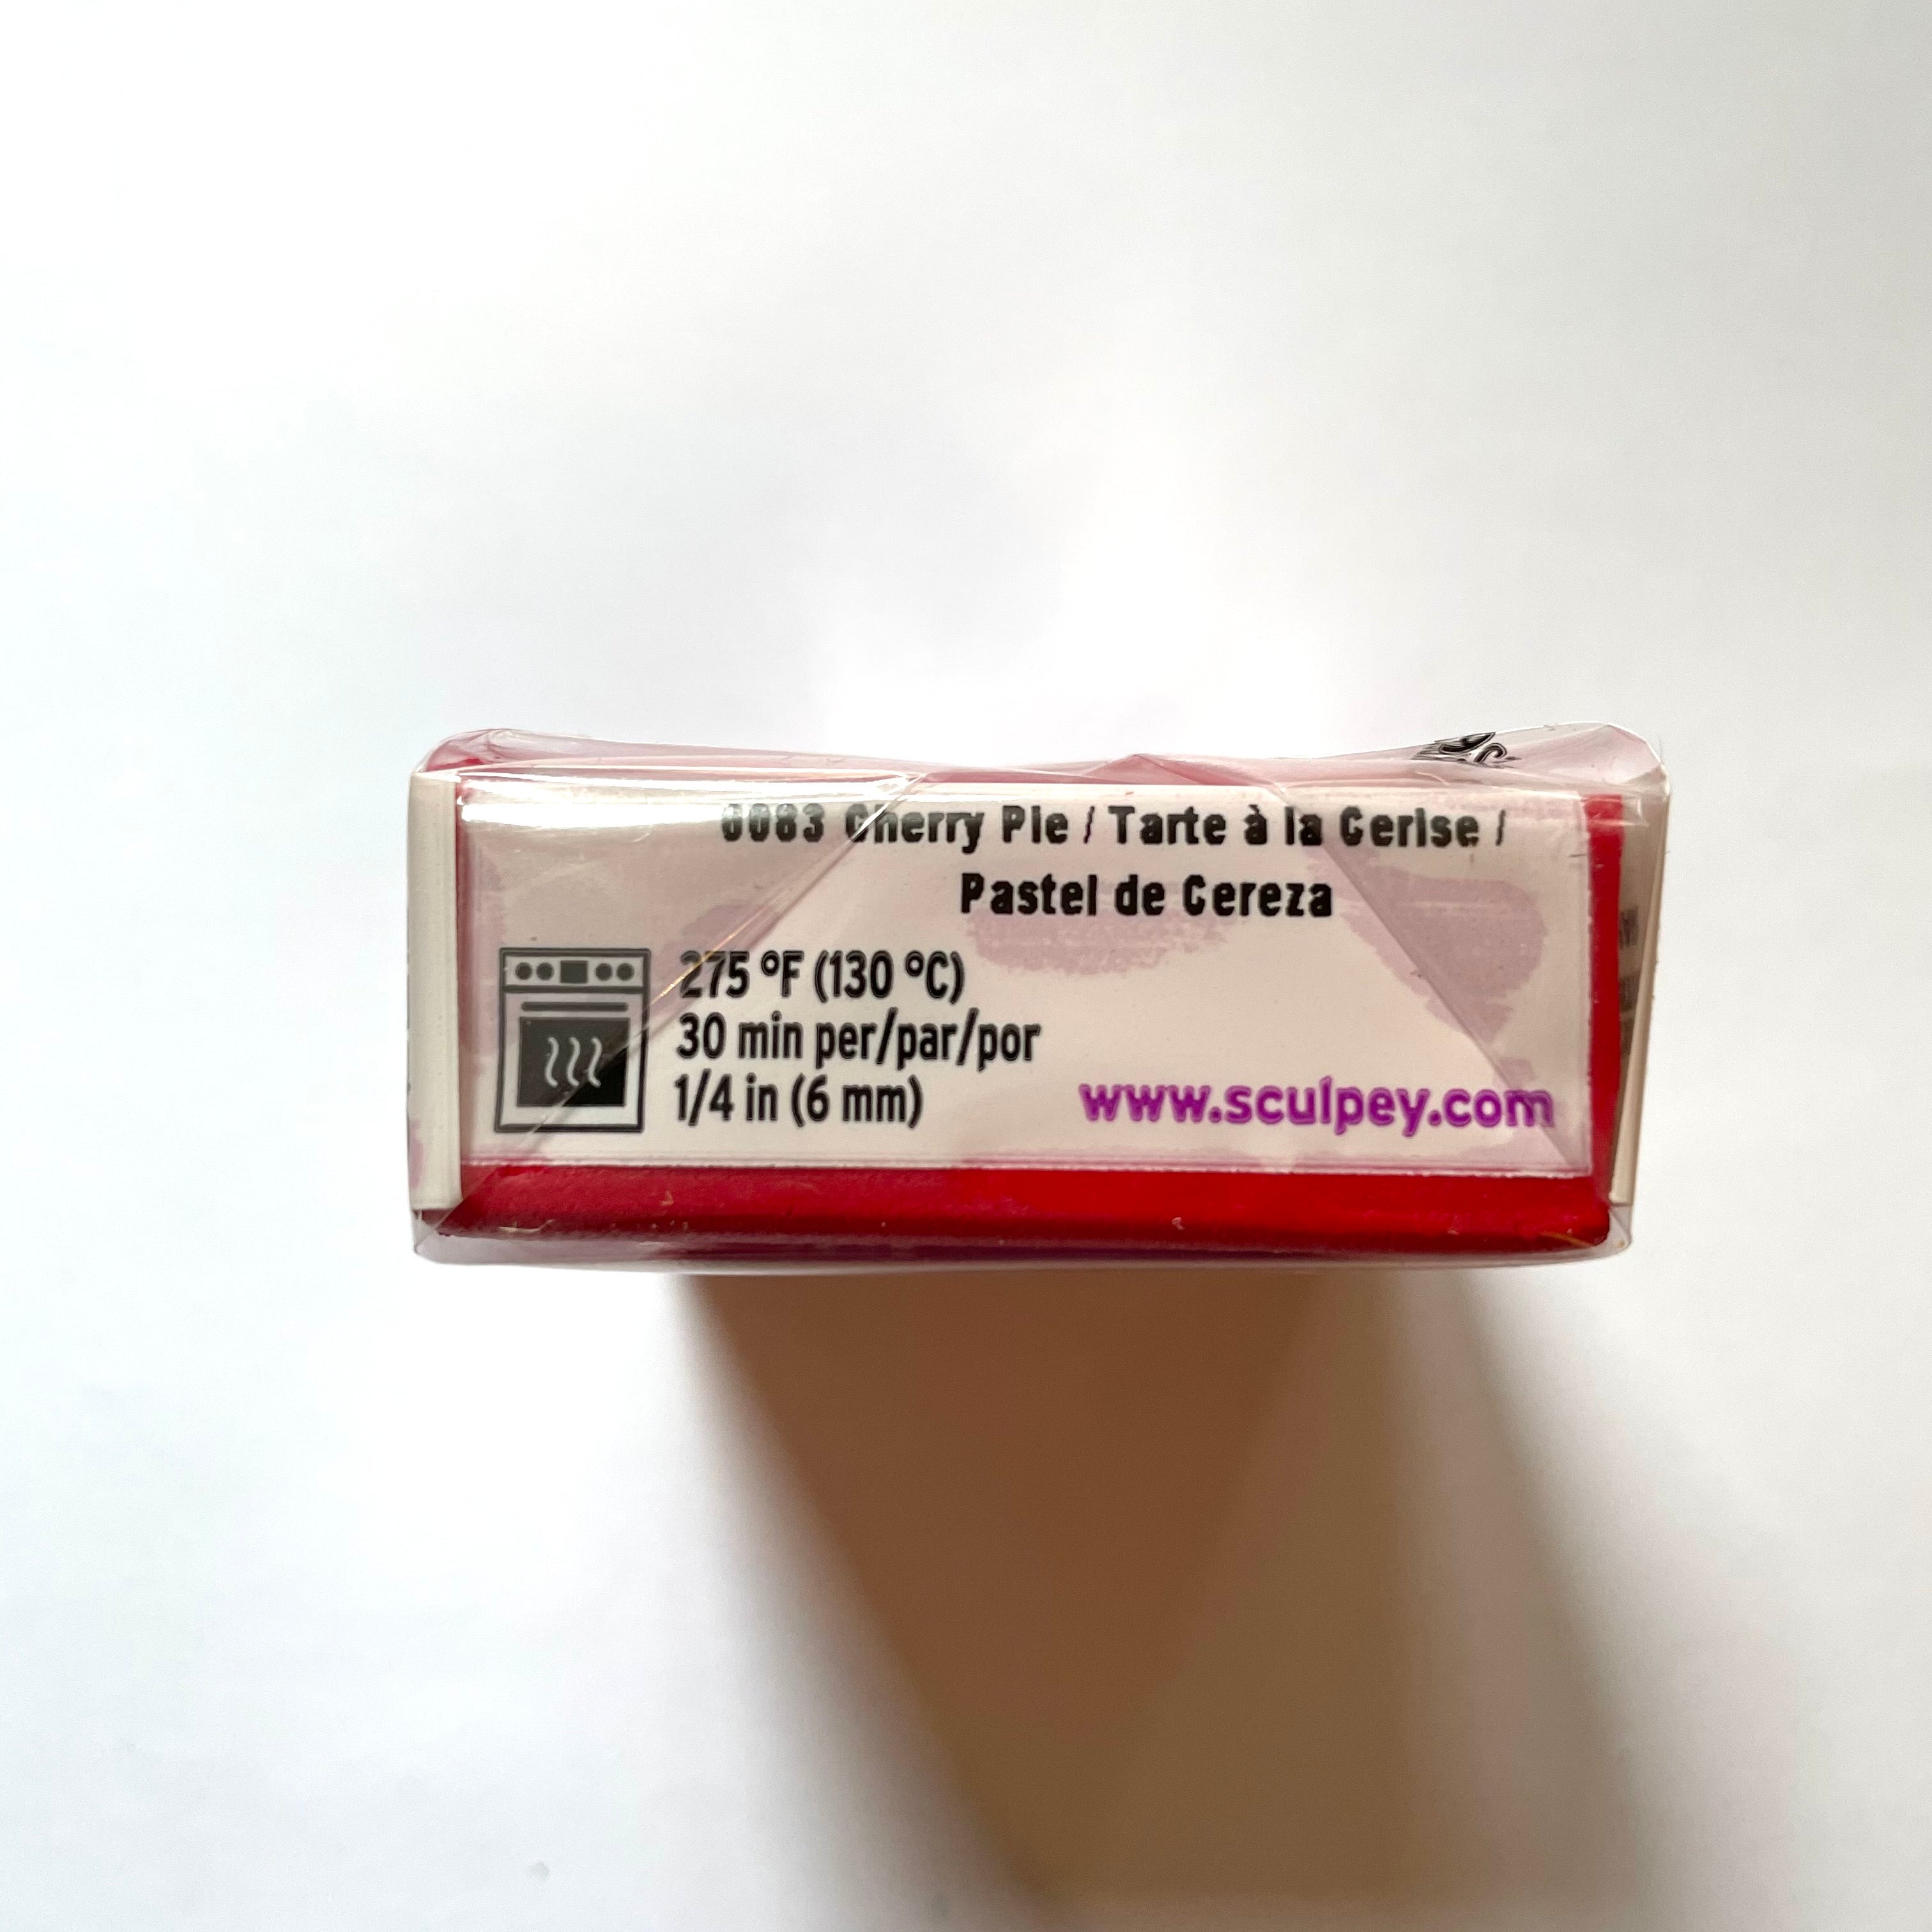 0083 Cherry Pie / Tarte à la Cerise /
Pastel de Cereza
275 °F (130 °C)
30 min per/par/por
1/4 in (6 mm)
www.sculpey.com